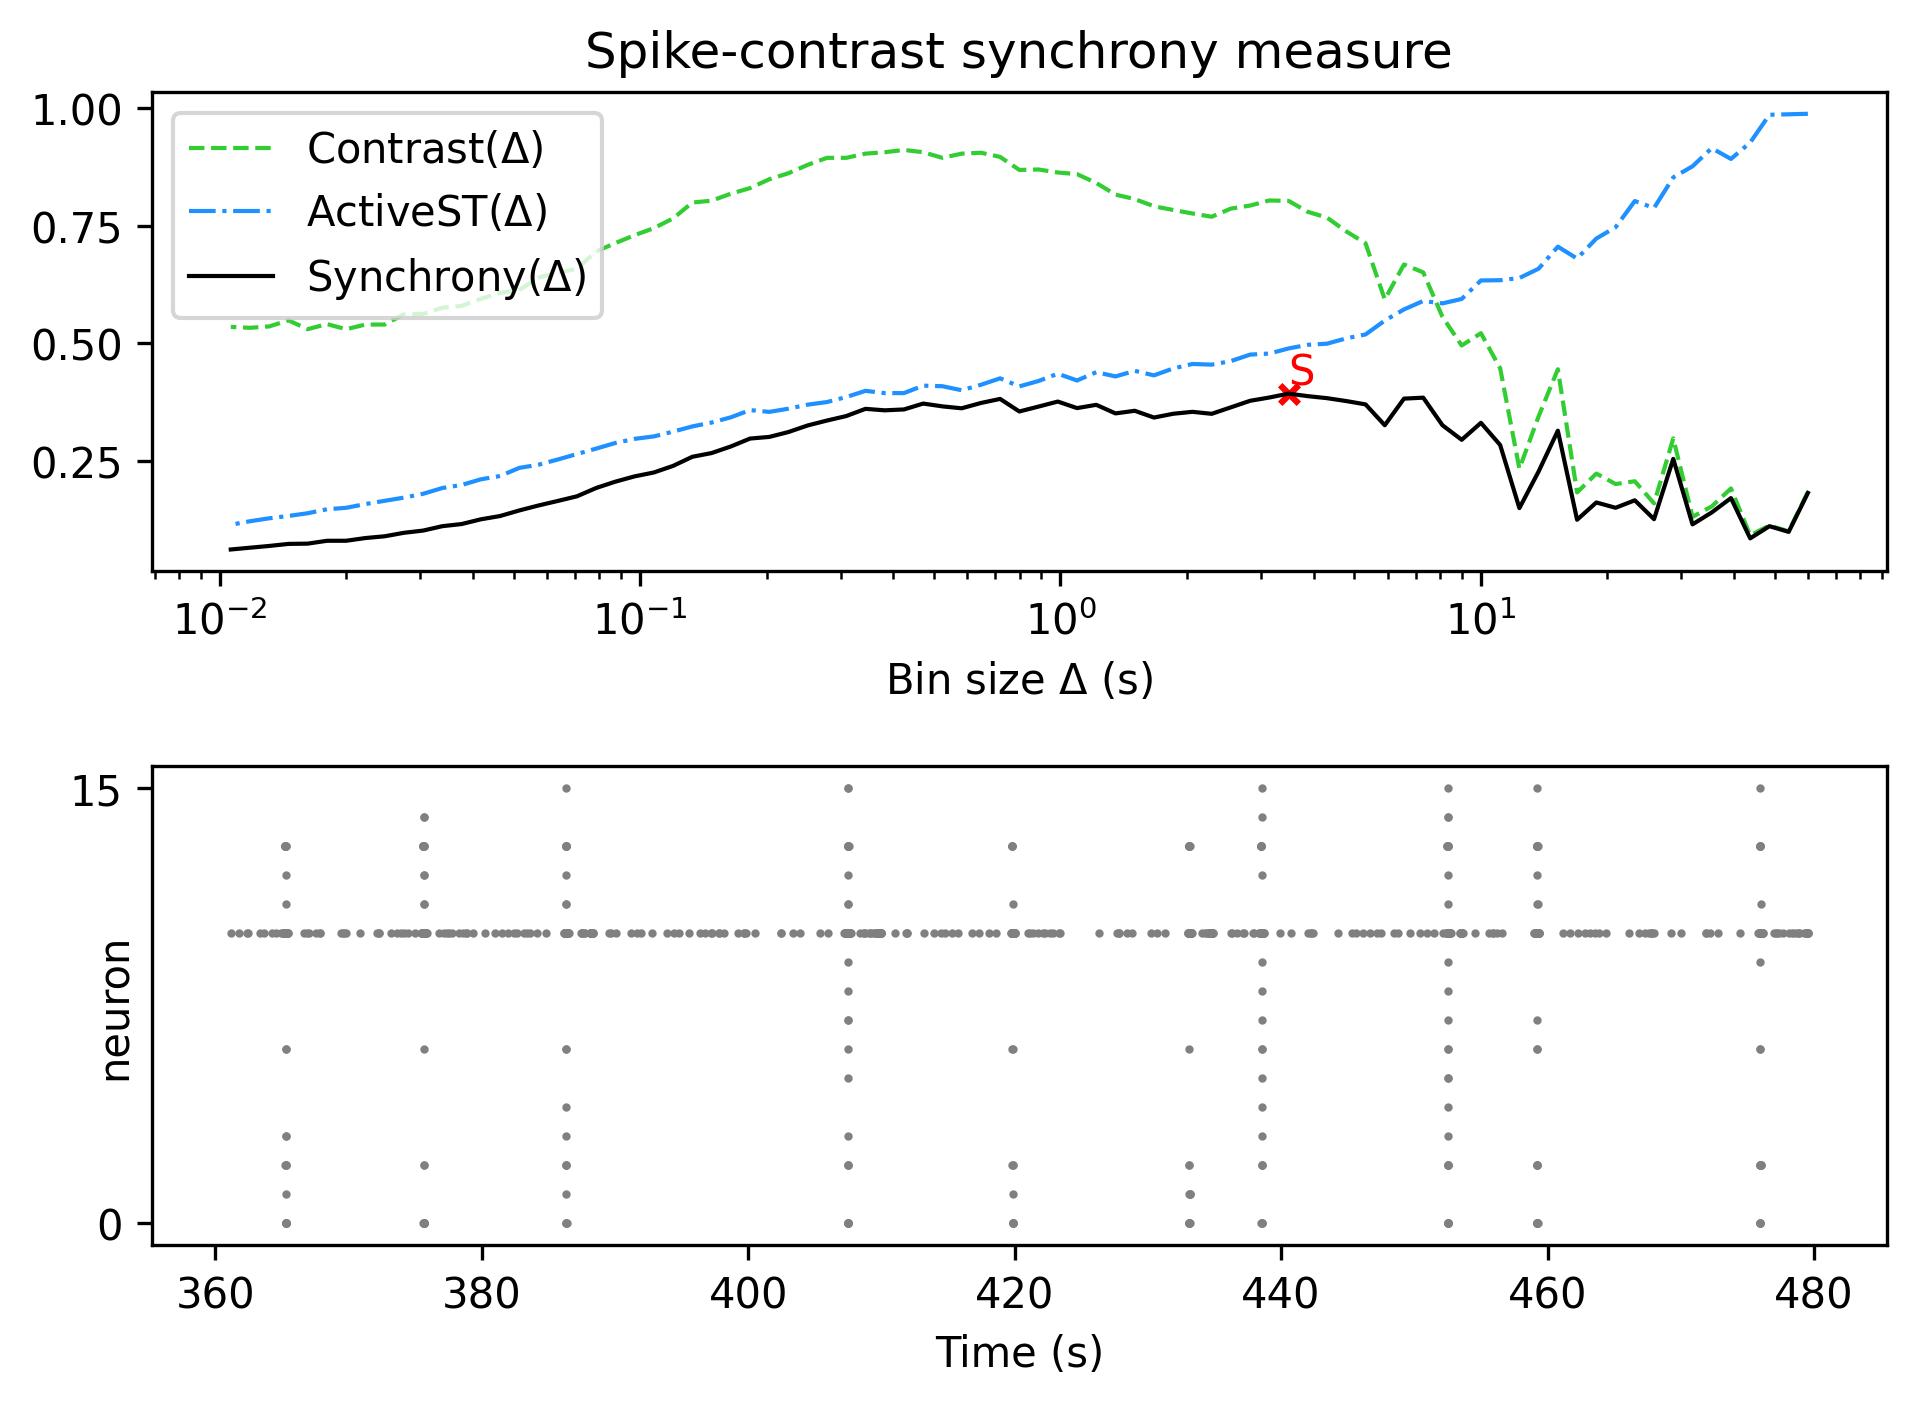 Spike-contrast synchrony measure
1.00
0.75
0.50
0.25
Contrast(Δ)
ActiveST(Δ)
Synchrony(Δ)
S
10⁻² 10⁻¹ 10⁰ 10¹
Bin size Δ (s)
15
0
neuron
360 380 400 420 440 460 480
Time (s)